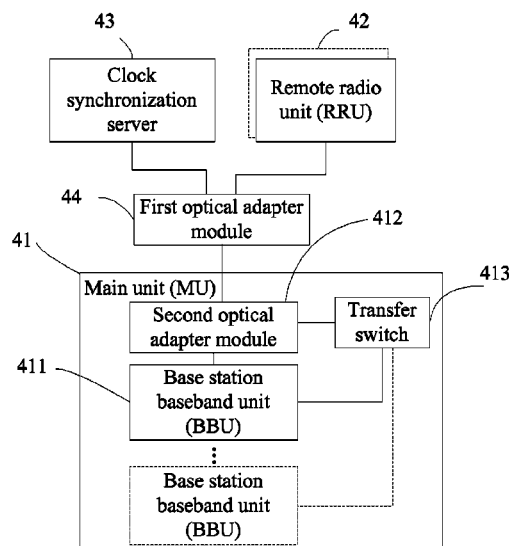 43
42
Clock
synchronization
server
Remote radio
unit (RRU)
44
First optical adapter
module
412
41
413
Main unit (MU)
Second optical
adapter module
Transfer
switch
411
Base station
baseband unit
(BBU)
Base station
baseband unit
(BBU)